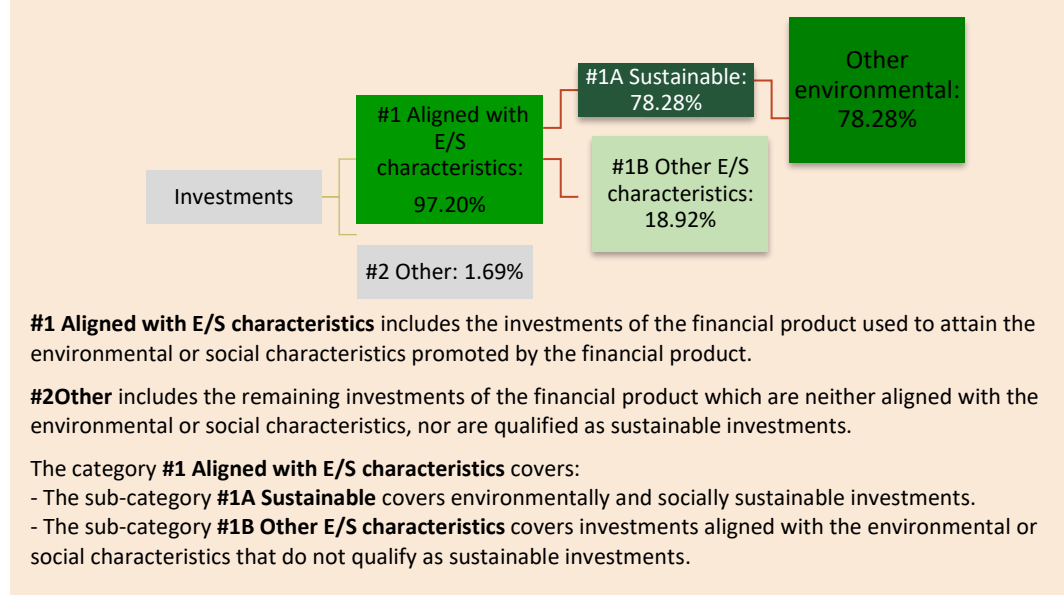 Investments
#1 Aligned with
E/S
characteristics:
97.20%
#2 Other: 1.69%
#1A Sustainable:
78.28%
#1B Other E/S
characteristics:
18.92%
Other
environmental:
78.28%
#1 Aligned with E/S characteristics includes the investments of the financial product used to attain the
environmental or social characteristics promoted by the financial product.
#2Other includes the remaining investments of the financial product which are neither aligned with the
environmental or social characteristics, nor are qualified as sustainable investments.
The category #1 Aligned with E/S characteristics covers:
- The sub-category #1A Sustainable covers environmentally and socially sustainable investments.
- The sub-category #1B Other E/S characteristics covers investments aligned with the environmental or
social characteristics that do not qualify as sustainable investments.